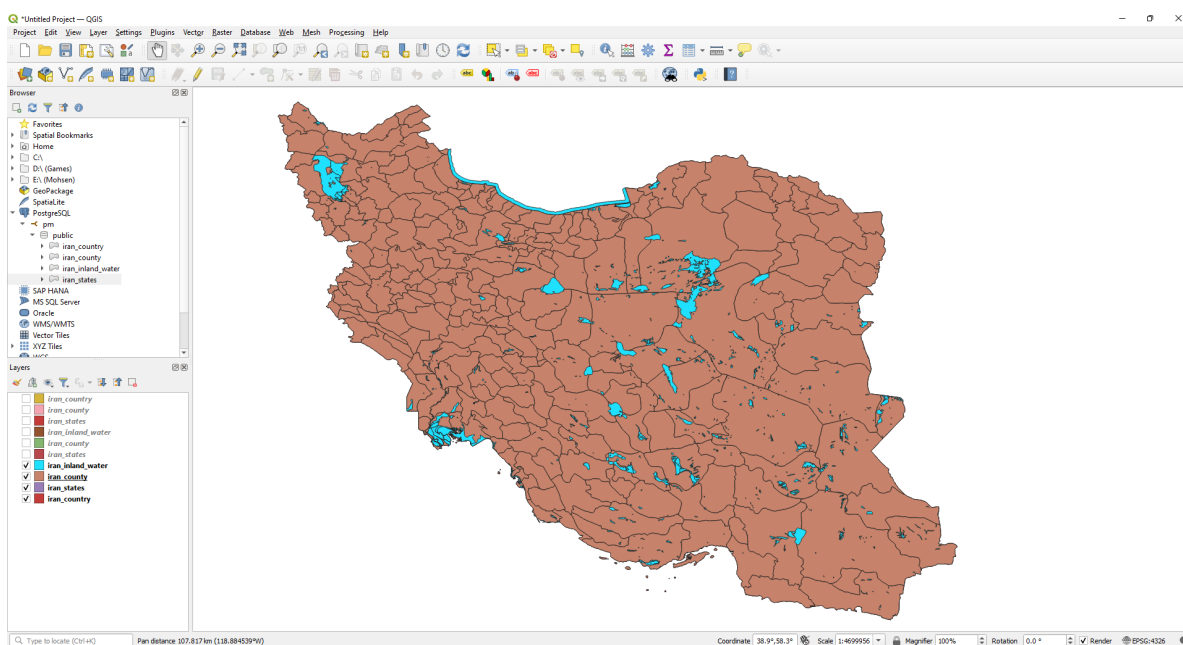 *Untitled Project — QGIS
Project Edit View Layer Settings Plugins Vector Raster Database Web Mesh Processing Help
Browser
Favorites
Spatial Bookmarks
Home
C:\
D:\ (Games)
E:\ (Mohsen)
GeoPackage
SpatiaLite
PostgreSQL
pm
public
iran_country
iran_county
iran_inland_water
iran_states
SAP HANA
MS SQL Server
Oracle
WMS/WMTS
Vector Tiles
XYZ Tiles
WCS
Layers
iran_country
iran_county
iran_states
iran_inland_water
iran_county
iran_states
iran_inland_water
iran_county
iran_states
iran_country
Type to locate (Ctrl+K) Pan distance 107.817 km (118.884539°W) Coordinate 38.9°,58.3° Scale 1:4699956 Magnifier 100% Rotation 0.0 ° Render EPSG:4326